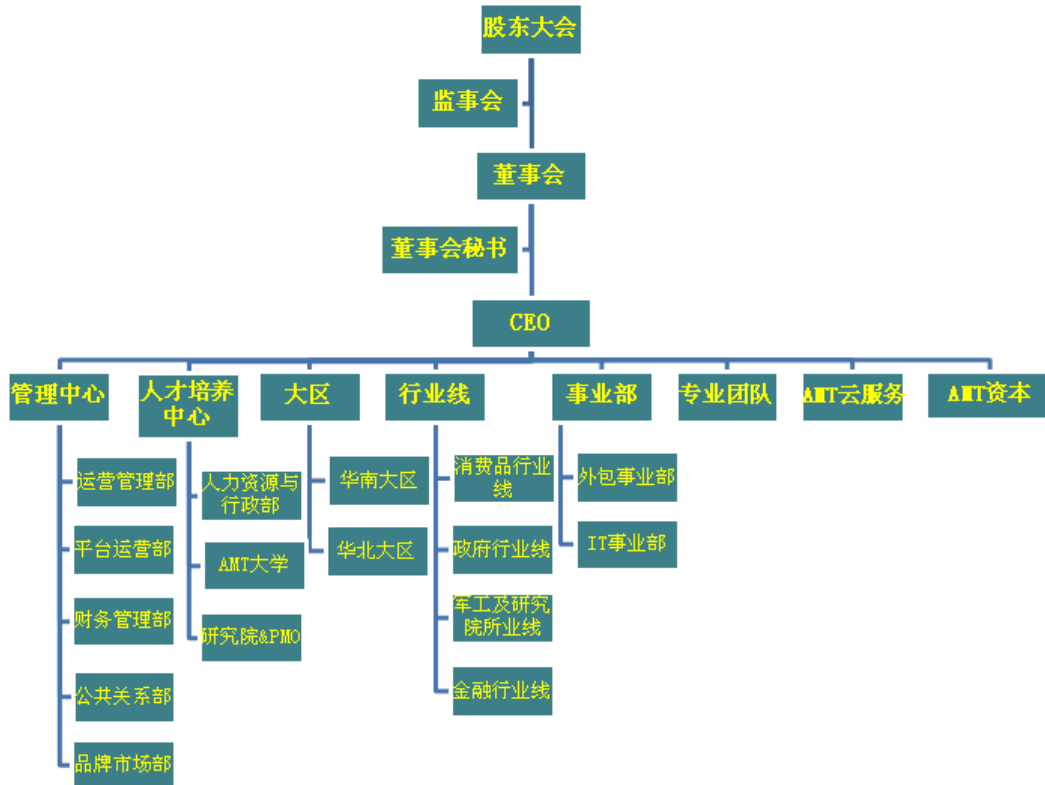 股东大会
监事会
董事会
董事会秘书
CEO
管理中心
人才培养
中心
大区
行业线
事业部
专业团队
AMT云服务
AMT资本
运营管理部
平台运营部
财务管理部
公共关系部
品牌市场部
人力资源与
行政部
AMT大学
研究院&PMO
华南大区
华北大区
消费品行业
线
政府行业线
军工及研究
院所业线
金融行业线
外包事业部
IT事业部